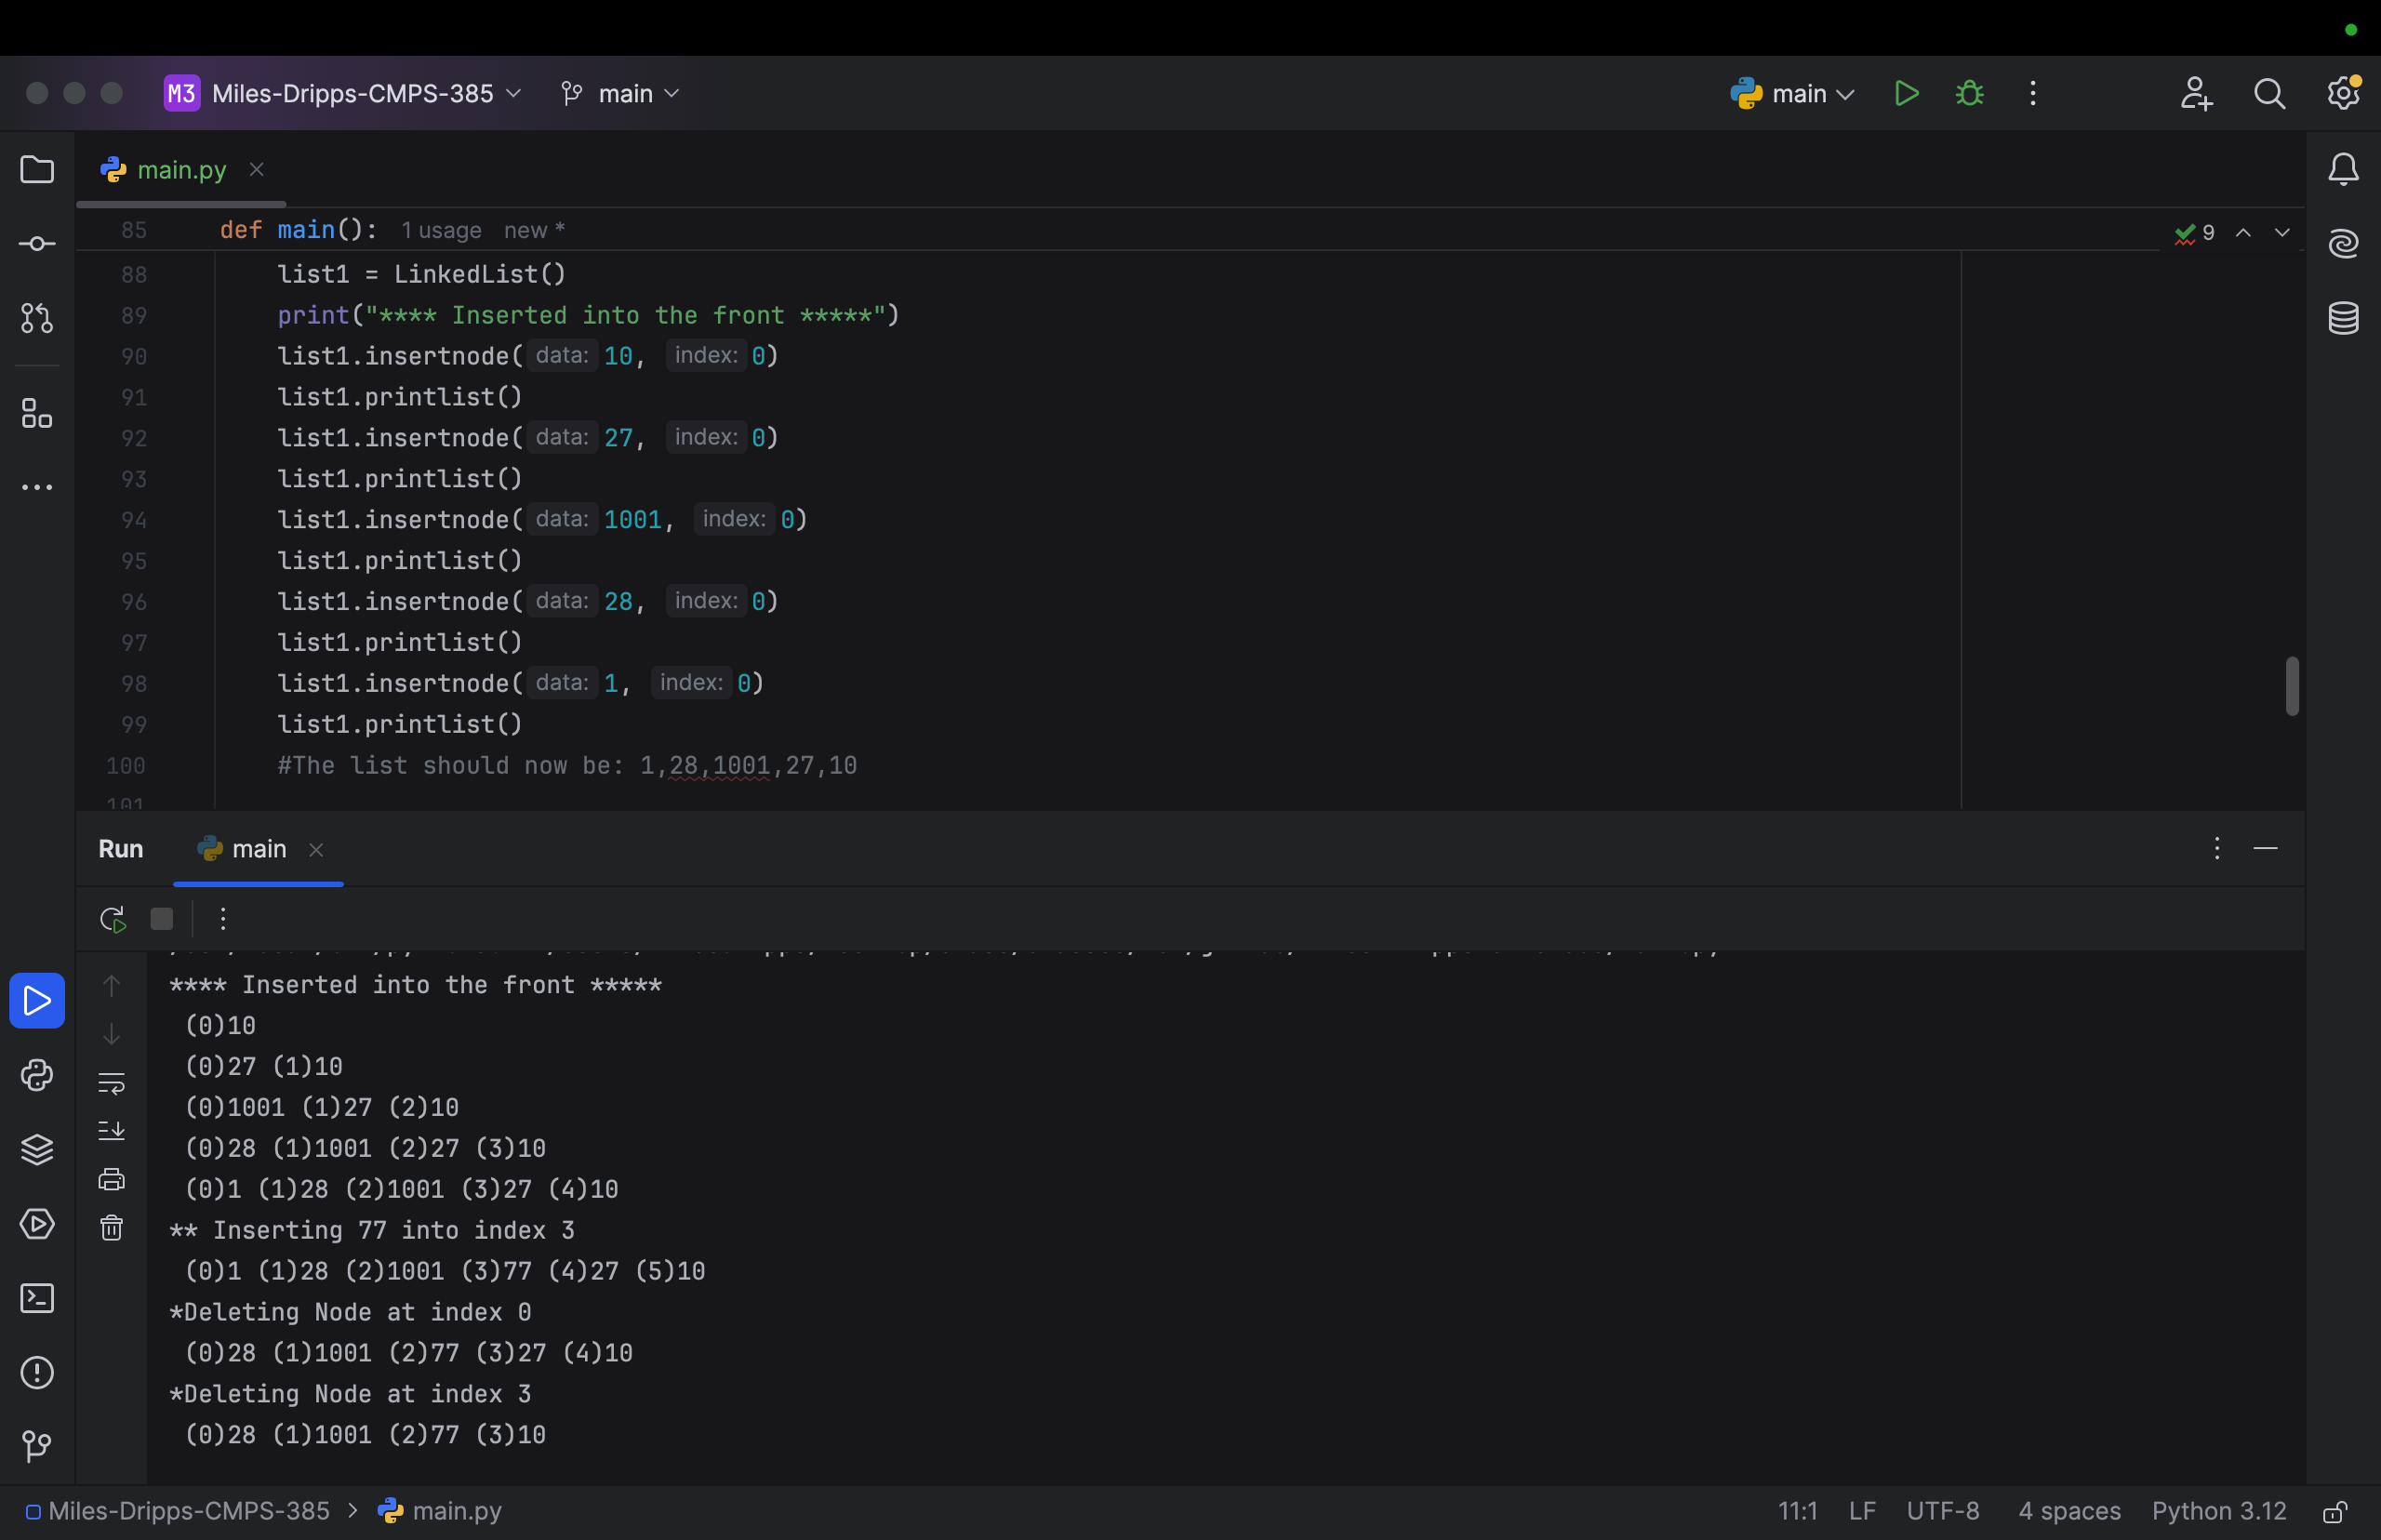 M3 Miles-Dripps-CMPS-385 main main
main.py
85 def main(): 1 usage new * 9
88 list1 = LinkedList()
89 print("**** Inserted into the front *****")
90 list1.insertnode( data: 10, index: 0)
91 list1.printlist()
92 list1.insertnode( data: 27, index: 0)
93 list1.printlist()
94 list1.insertnode( data: 1001, index: 0)
95 list1.printlist()
96 list1.insertnode( data: 28, index: 0)
97 list1.printlist()
98 list1.insertnode( data: 1, index: 0)
99 list1.printlist()
100 #The list should now be: 1,28,1001,27,10
101
Run main
**** Inserted into the front *****
(0)10
(0)27 (1)10
(0)1001 (1)27 (2)10
(0)28 (1)1001 (2)27 (3)10
(0)1 (1)28 (2)1001 (3)27 (4)10
** Inserting 77 into index 3
(0)1 (1)28 (2)1001 (3)77 (4)27 (5)10
*Deleting Node at index 0
(0)28 (1)1001 (2)77 (3)27 (4)10
*Deleting Node at index 3
(0)28 (1)1001 (2)77 (3)10
Miles-Dripps-CMPS-385 > main.py 11:1 LF UTF-8 4 spaces Python 3.12